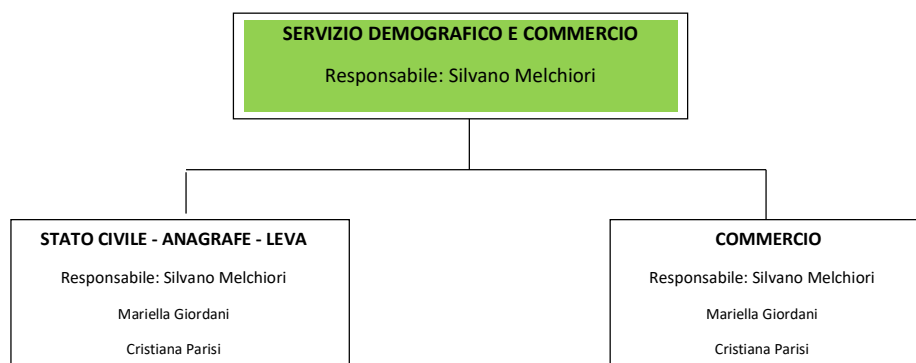 SERVIZIO DEMOGRAFICO E COMMERCIO
Responsabile: Silvano Melchiori
STATO CIVILE - ANAGRAFE - LEVA
Responsabile: Silvano Melchiori
Mariella Giordani
Cristiana Parisi
COMMERCIO
Responsabile: Silvano Melchiori
Mariella Giordani
Cristiana Parisi